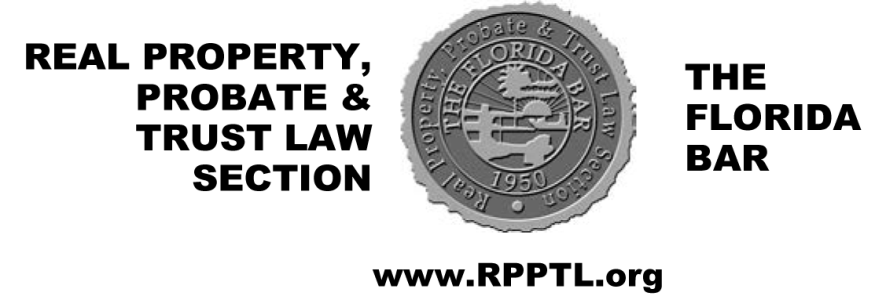 REAL PROPERTY,
PROBATE &
TRUST LAW
SECTION
Real Property, Probate & Trust Law Section
THE FLORIDA BAR
1950
THE
FLORIDA
BAR
www.RPPTL.org